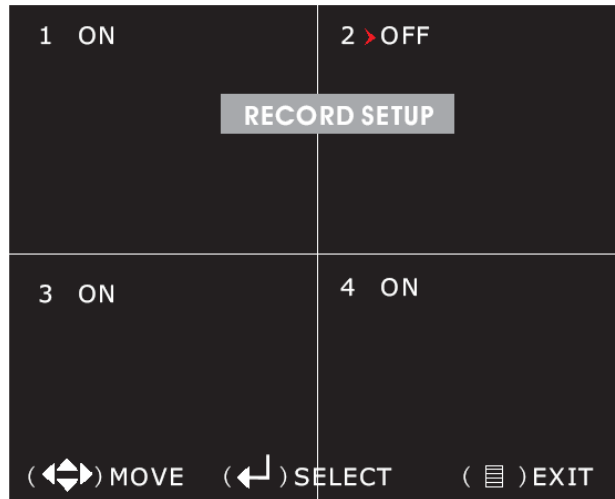 1 ON 2 OFF
RECORD SETUP
3 ON 4 ON
( ) MOVE ( ) SELECT ( ) EXIT